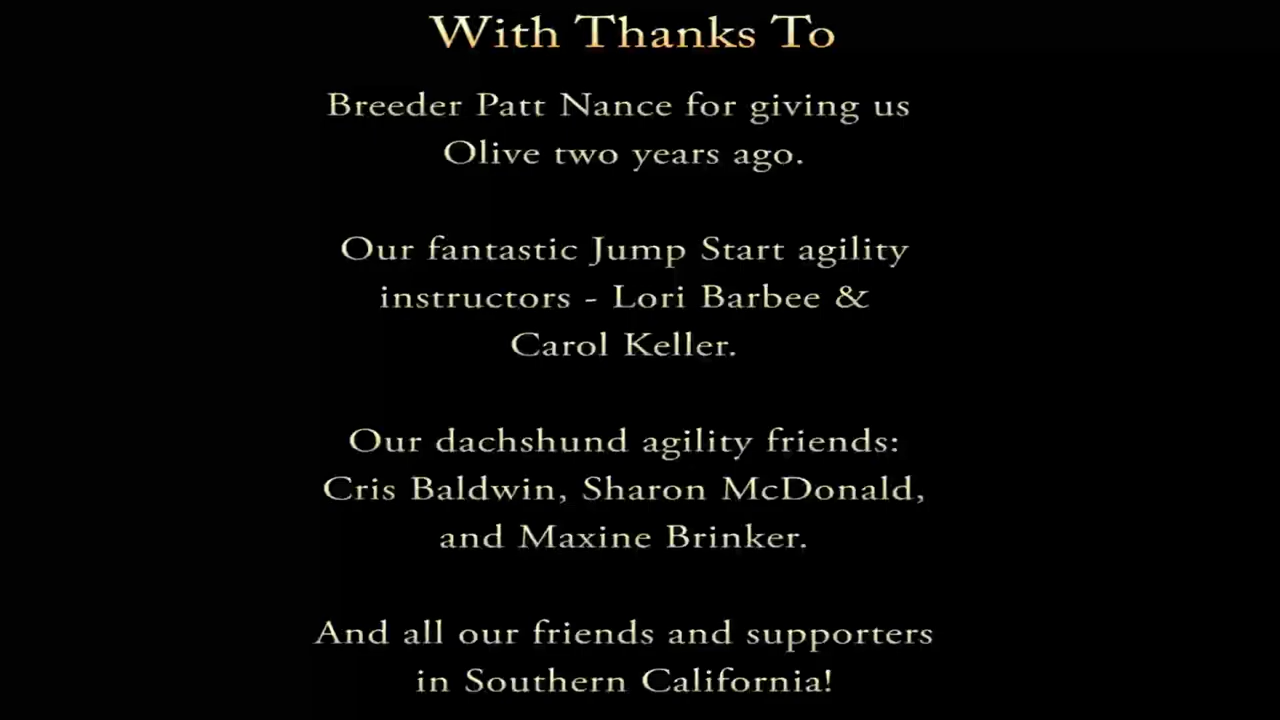 With Thanks To
Breeder Patt Nance for giving us
Olive two years ago.
Our fantastic Jump Start agility
instructors - Lori Barbee &
Carol Keller.
Our dachshund agility friends:
Cris Baldwin, Sharon McDonald,
and Maxine Brinker.
And all our friends and supporters
in Southern California!